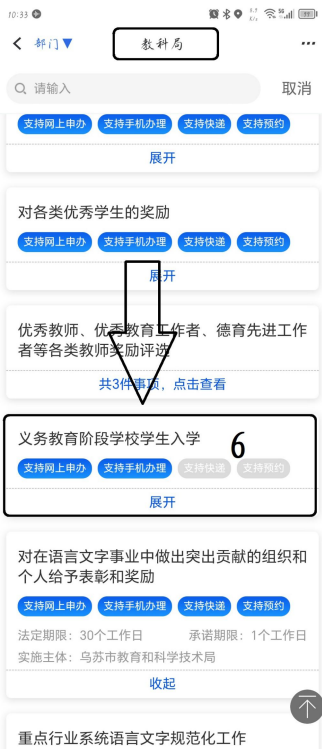 10:33
部门▼
教科局
请输入
取消
支持网上申办 支持手机办理 支持快递 支持预约
展开
对各类优秀学生的奖励
支持网上申办 支持手机办理 支持快递 支持预约
展开
优秀教师、优秀教育工作者、德育先进工作
者等各类教师奖励评选
共3件事项，点击查看
义务教育阶段学校学生入学 6
支持网上申办 支持手机办理 支持快递 支持预约
展开
对在语言文字事业中做出突出贡献的组织和
个人给予表彰和奖励
支持网上申办 支持手机办理 支持快递 支持预约
法定期限：30个工作日 承诺期限：1个工作日
实施主体：乌苏市教育和科学技术局
收起
重点行业系统语言文字规范化工作